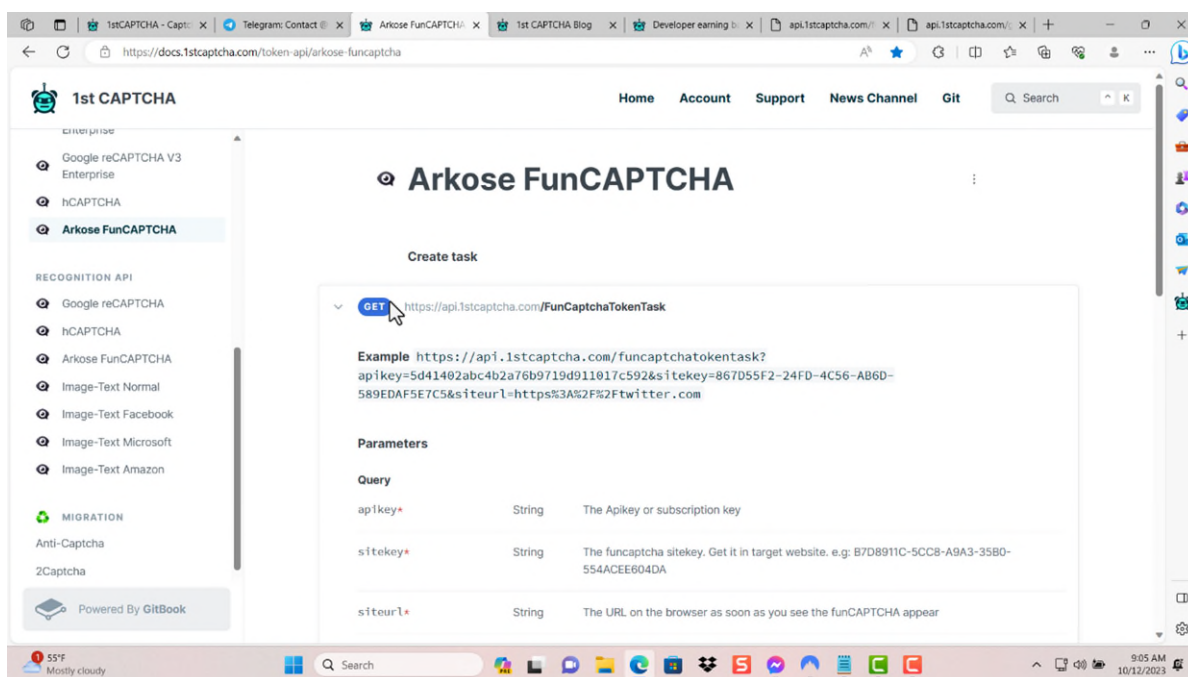 1stCAPTCHA - Captc
Telegram: Contact @
Arkose FunCAPTCHA
1st CAPTCHA Blog
Developer earning
api.1stcaptcha.com/
api.1stcaptcha.com/
https://docs.1stcaptcha.com/token-api/arkose-funcaptcha
1st CAPTCHA
Home
Account
Support
News Channel
Git
Search
^ K
Enterprise
Google reCAPTCHA V3
Enterprise
hCAPTCHA
Arkose FunCAPTCHA
RECOGNITION API
Google reCAPTCHA
hCAPTCHA
Arkose FunCAPTCHA
Image-Text Normal
Image-Text Facebook
Image-Text Microsoft
Image-Text Amazon
MIGRATION
Anti-Captcha
2Captcha
Powered By GitBook
Arkose FunCAPTCHA
Create task
GET https://api.1stcaptcha.com/FunCaptchaTokenTask
Example https://api.1stcaptcha.com/funcaptchatokentask?
apikey=5d41402abc4b2a76b9719d911017c592&sitekey=867D55F2-24FD-4C56-AB6D-
589EDAF5E7C5&siteurl=https%3A%2F%2Ftwitter.com
Parameters
Query
apikey* String The Apikey or subscription key
sitekey* String The funcaptcha sitekey. Get it in target website. e.g: B7D8911C-5CC8-A9A3-35B0-
554ACEE604DA
siteurl* String The URL on the browser as soon as you see the funCAPTCHA appear
1
55°F
Mostly cloudy
Search
9:05 AM
10/12/2023